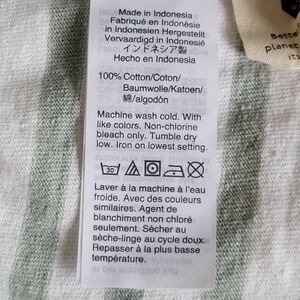 Made in Indonesia
Fabriqué en Indonésie
in Indonesien Hergestellt
Vervaardigd in Indonesië
インドネシア製
Hecho en Indonesia
100% Cotton/Coton/
Baumwolle/Katoen/
綿/algodón
Machine wash cold. With
like colors. Non-chlorine
bleach only. Tumble dry
low. Iron on lowest setting.
30
Laver à la machine à l'eau
froide. Avec des couleurs
similaires. Agent de
blanchiment non chloré
seulement. Sécher au
sèche-linge au cycle doux.
Repasser à la plus basse
température.
Bette
planet